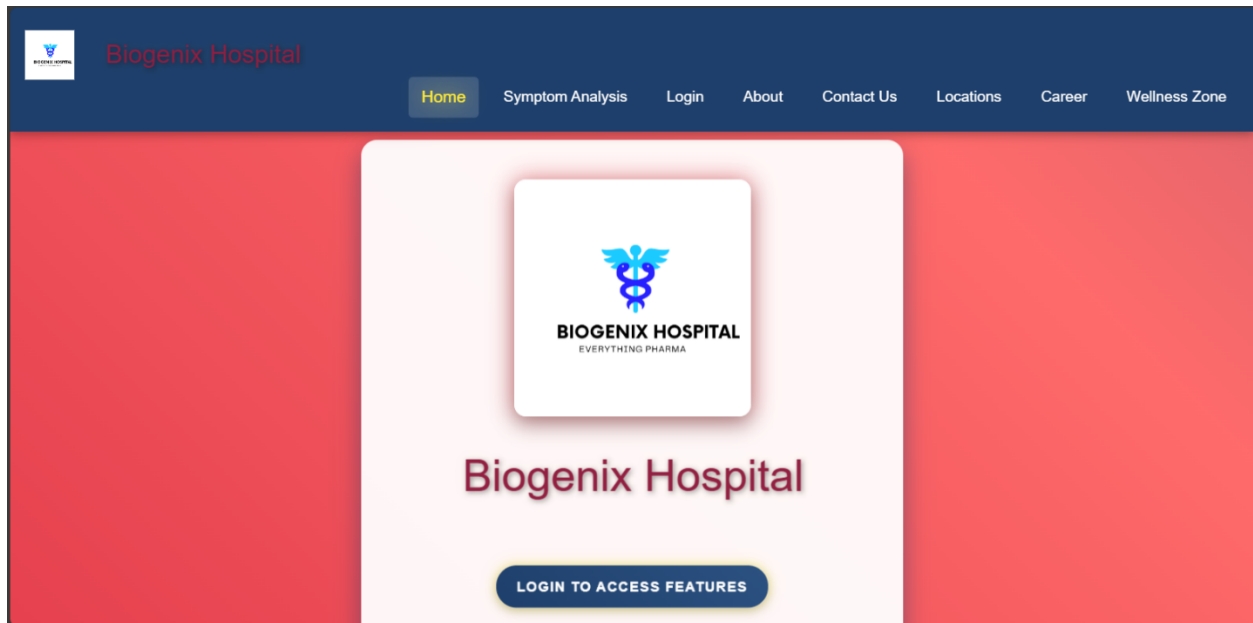 Biogenix Hospital
Home Symptom Analysis Login About Contact Us Locations Career Wellness Zone
BIOGENIX HOSPITAL
EVERYTHING PHARMA
Biogenix Hospital
LOGIN TO ACCESS FEATURES